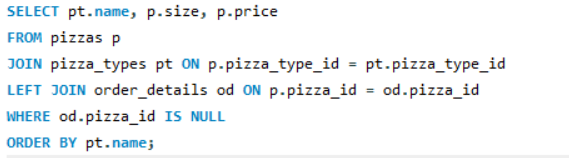 SELECT pt.name, p.size, p.price
FROM pizzas p
JOIN pizza_types pt ON p.pizza_type_id = pt.pizza_type_id
LEFT JOIN order_details od ON p.pizza_id = od.pizza_id
WHERE od.pizza_id IS NULL
ORDER BY pt.name;